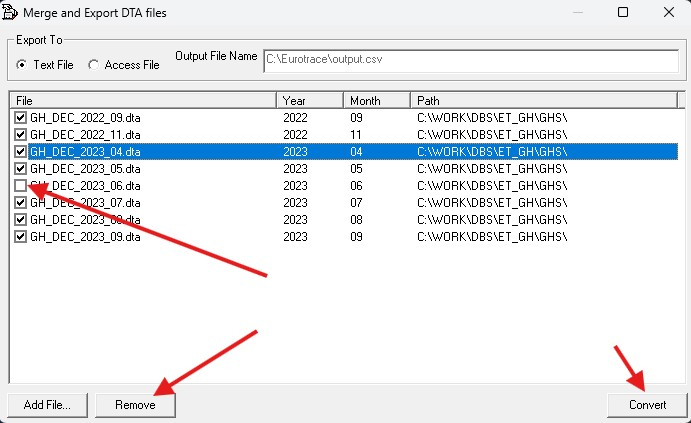 Merge and Export DTA files
Export To
Text File Access File Output File Name C:\Eurotrace\output.csv
File Year Month Path
GH_DEC_2022_09.dta 2022 09 C:\WORK\DBS\ET_GH\GHS\
GH_DEC_2022_11.dta 2022 11 C:\WORK\DBS\ET_GH\GHS\
GH_DEC_2023_04.dta 2023 04 C:\WORK\DBS\ET_GH\GHS\
GH_DEC_2023_05.dta 2023 05 C:\WORK\DBS\ET_GH\GHS\
GH_DEC_2023_06.dta 2023 06 C:\WORK\DBS\ET_GH\GHS\
GH_DEC_2023_07.dta 2023 07 C:\WORK\DBS\ET_GH\GHS\
GH_DEC_2023_08.dta 2023 08 C:\WORK\DBS\ET_GH\GHS\
GH_DEC_2023_09.dta 2023 09 C:\WORK\DBS\ET_GH\GHS\
Add File... Remove Convert